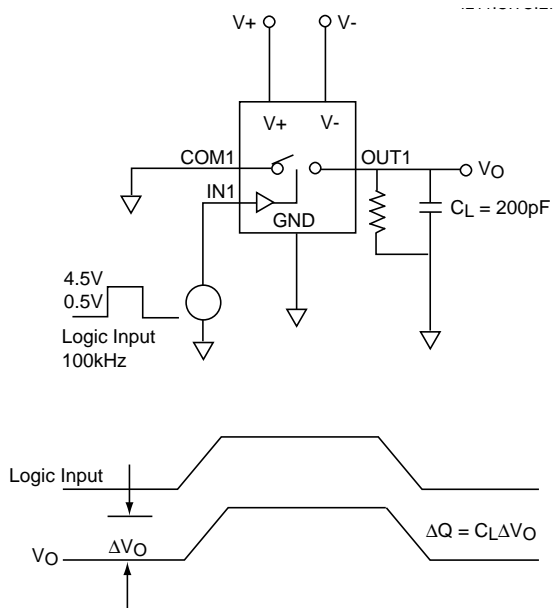 V+
V-
V+ V-
COM1
OUT1
VO
IN1
GND
CL = 200pF
4.5V
0.5V
Logic Input
100kHz
Logic Input
ΔVO
ΔQ = CLΔVO
VO